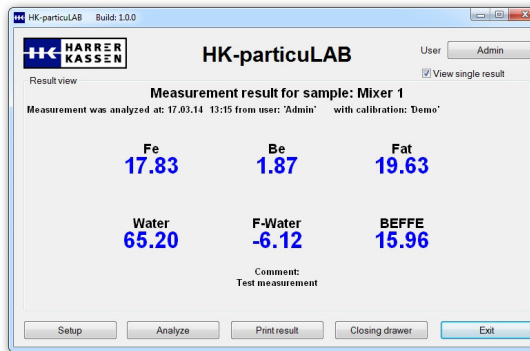 HK-particuLAB Build: 1.0.0
HK HARRER KASSEN
HK-particuLAB
User Admin
View single result
Result view
Measurement result for sample: Mixer 1
Measurement was analyzed at: 17.03.14 13:15 from user: 'Admin' with calibration: 'Demo'
Fe Be Fat
17.83 1.87 19.63
Water F-Water BEFFE
65.20 -6.12 15.96
Comment:
Test measurement
Setup Analyze Print result Closing drawer Exit